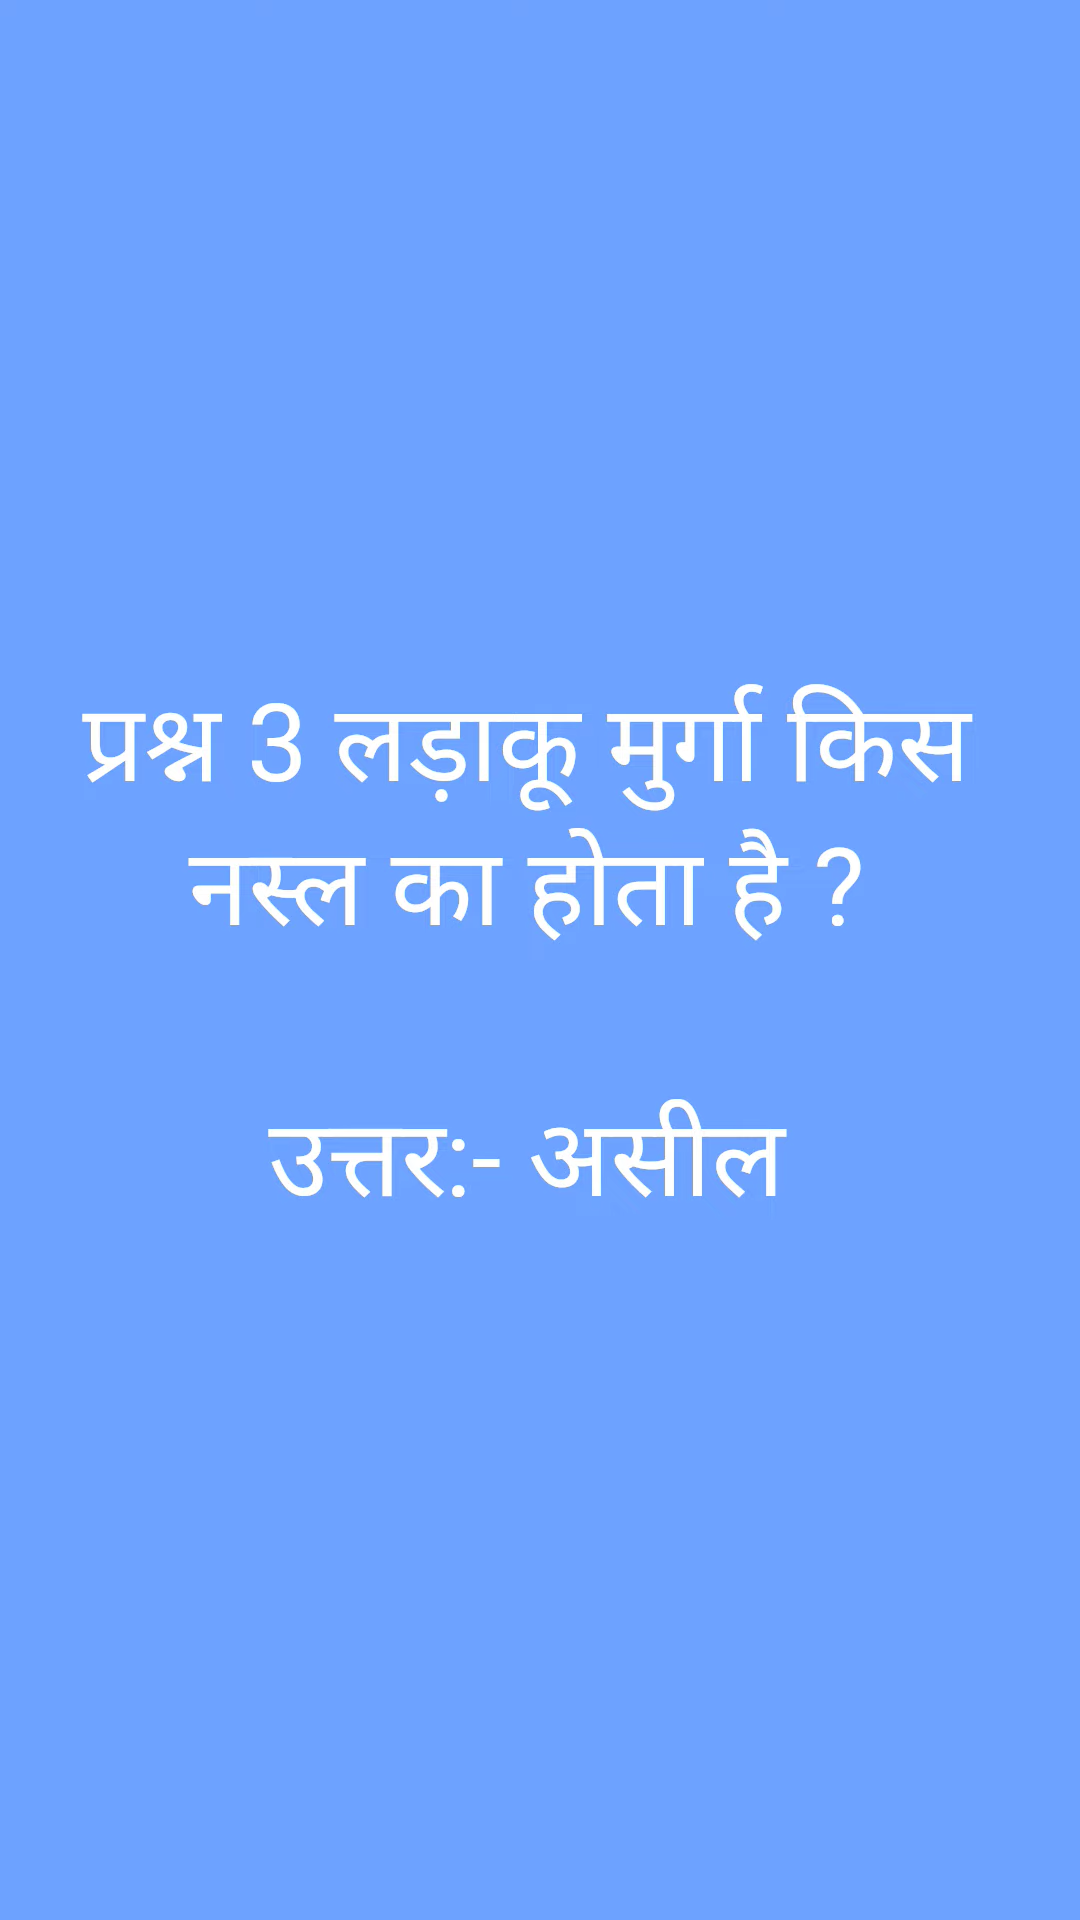 प्रश्न 3 लड़ाकू मुर्गा किस
नस्ल का होता है ?
उत्तर:- असील